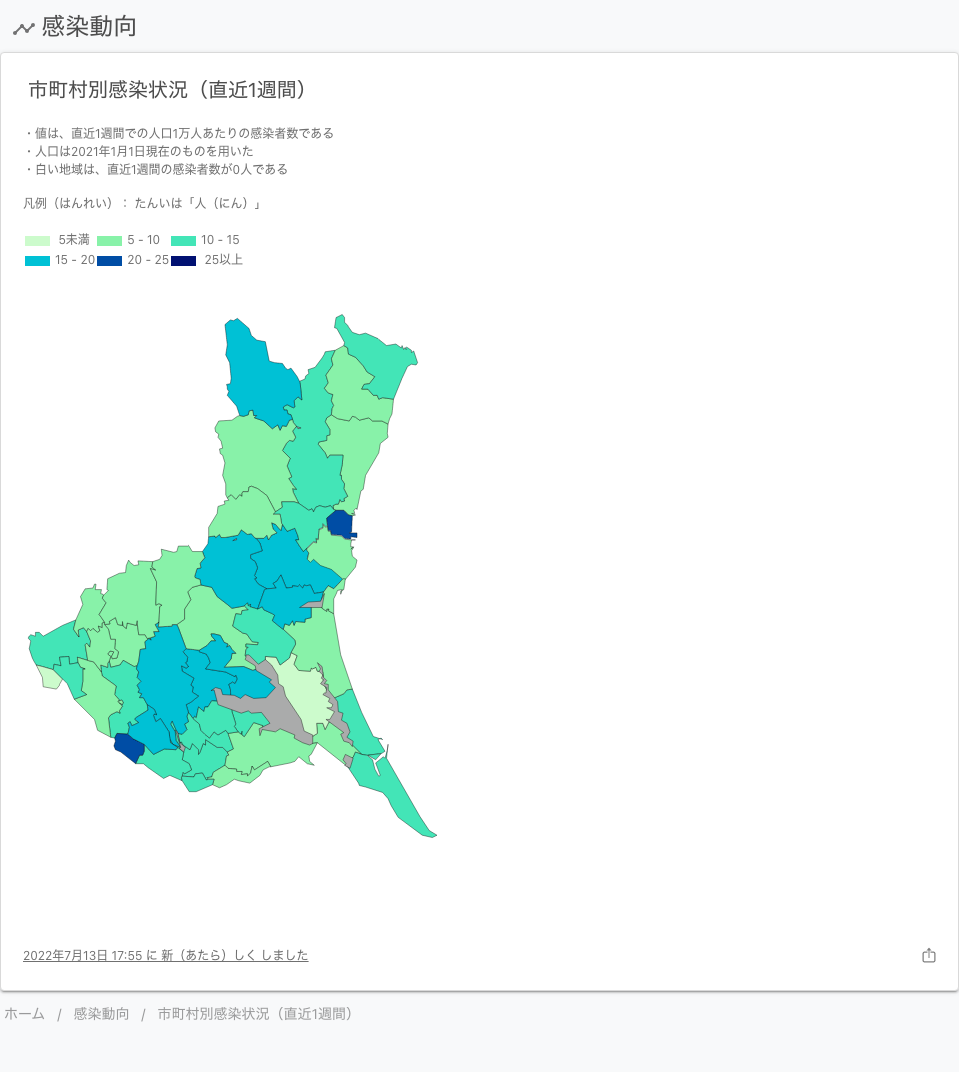 感染動向
市町村別感染状況（直近1週間）
・値は、直近1週間での人口1万人あたりの感染者数である
・人口は2021年1月1日現在のものを用いた
・白い地域は、直近1週間の感染者数が0人である
凡例（はんれい）： たんいは「人（にん）」
5未満 5 - 10 10 - 15
15 - 20 20 - 25 25以上
2022年7月13日 17:55 に 新（あたら）しく しました
ホーム / 感染動向 / 市町村別感染状況（直近1週間）